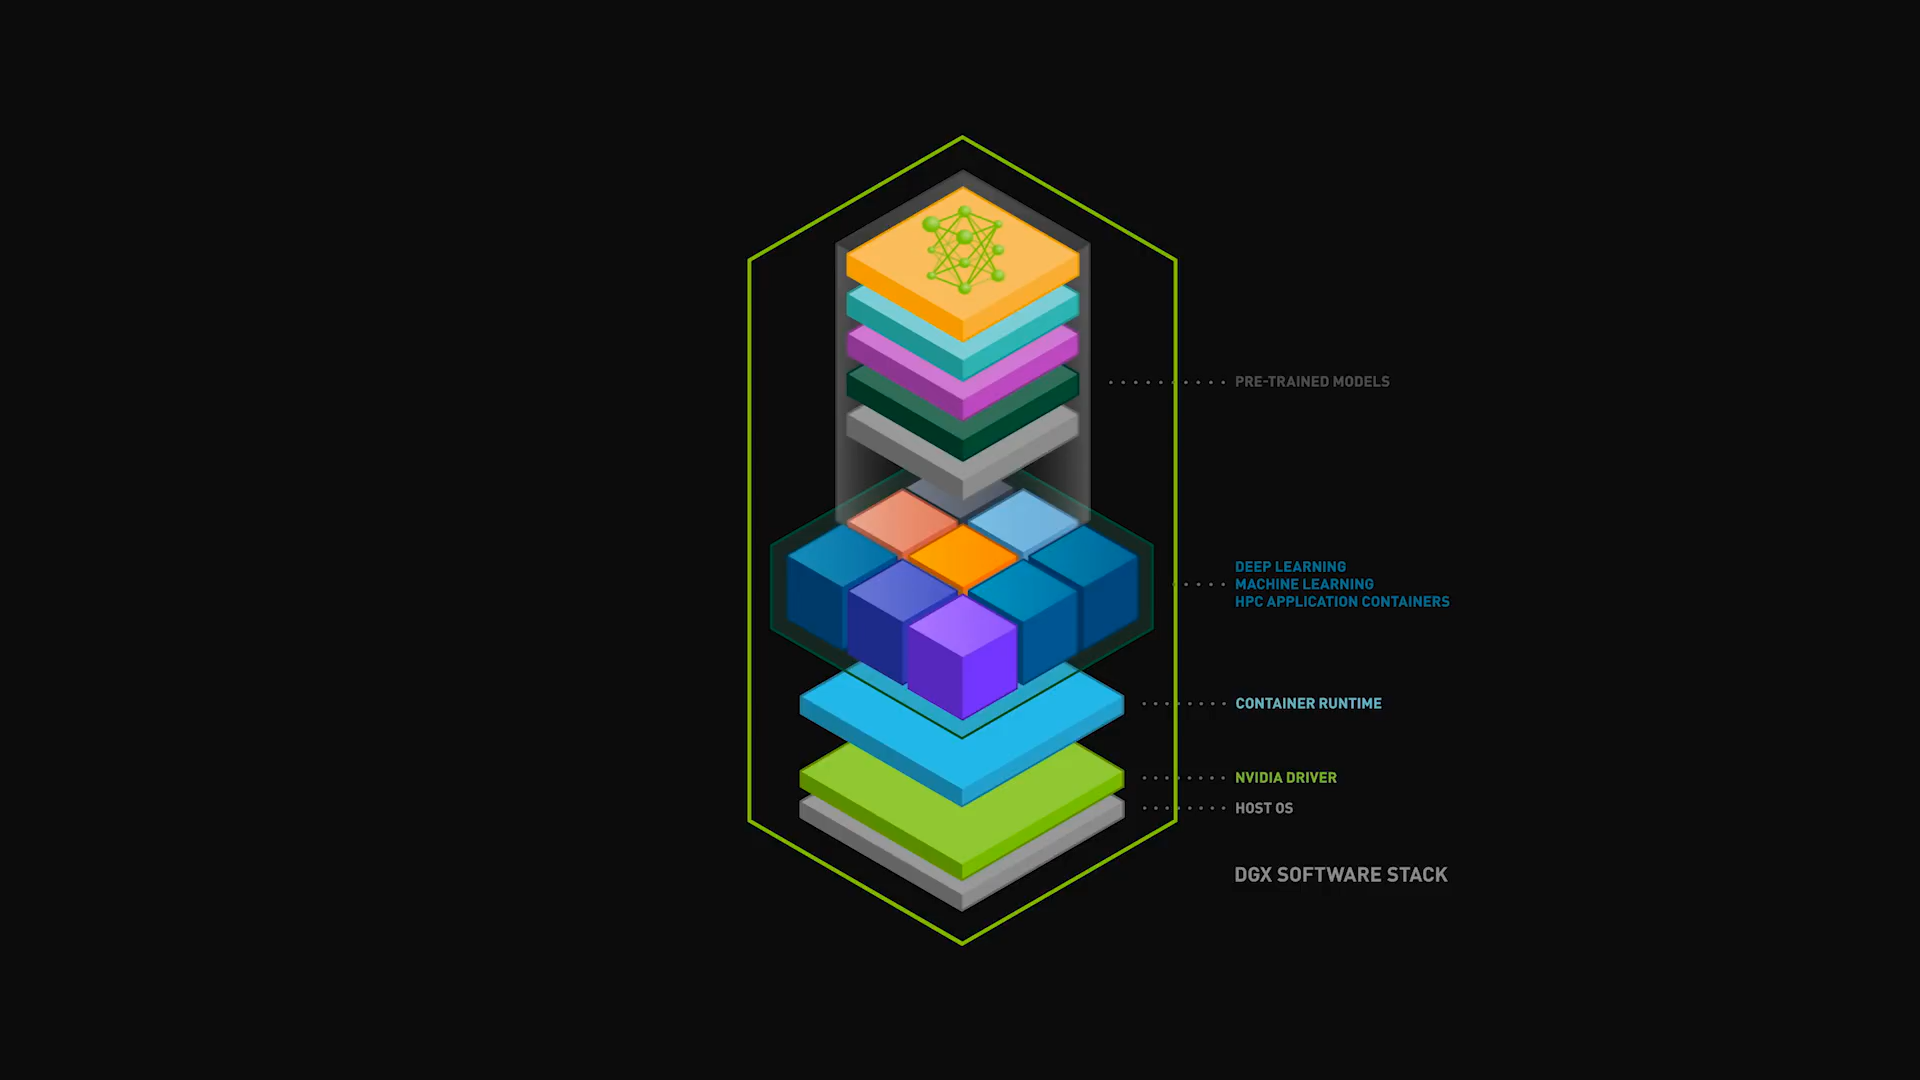 PRE-TRAINED MODELS
DEEP LEARNING
MACHINE LEARNING
HPC APPLICATION CONTAINERS
CONTAINER RUNTIME
NVIDIA DRIVER
HOST OS
DGX SOFTWARE STACK